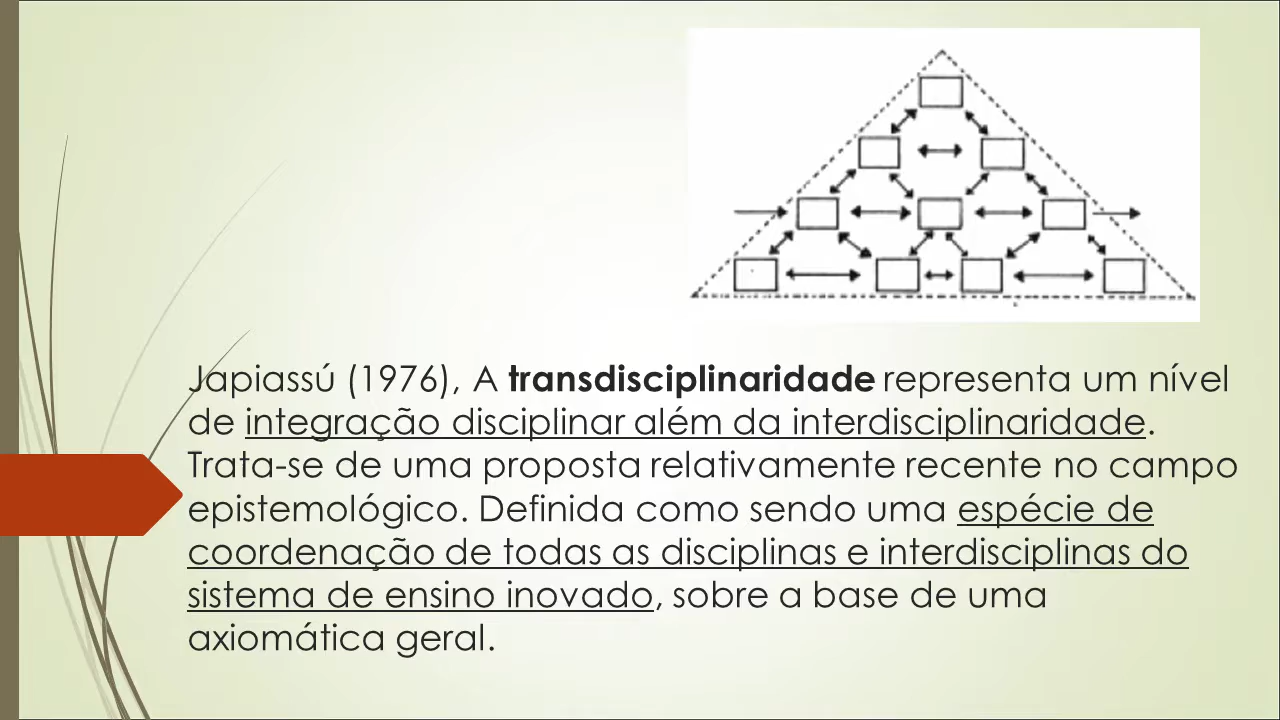 Japiassú (1976), A transdisciplinaridade representa um nível
de integração disciplinar além da interdisciplinaridade.
Trata-se de uma proposta relativamente recente no campo
epistemológico. Definida como sendo uma espécie de
coordenação de todas as disciplinas e interdisciplinas do
sistema de ensino inovado, sobre a base de uma
axiomática geral.